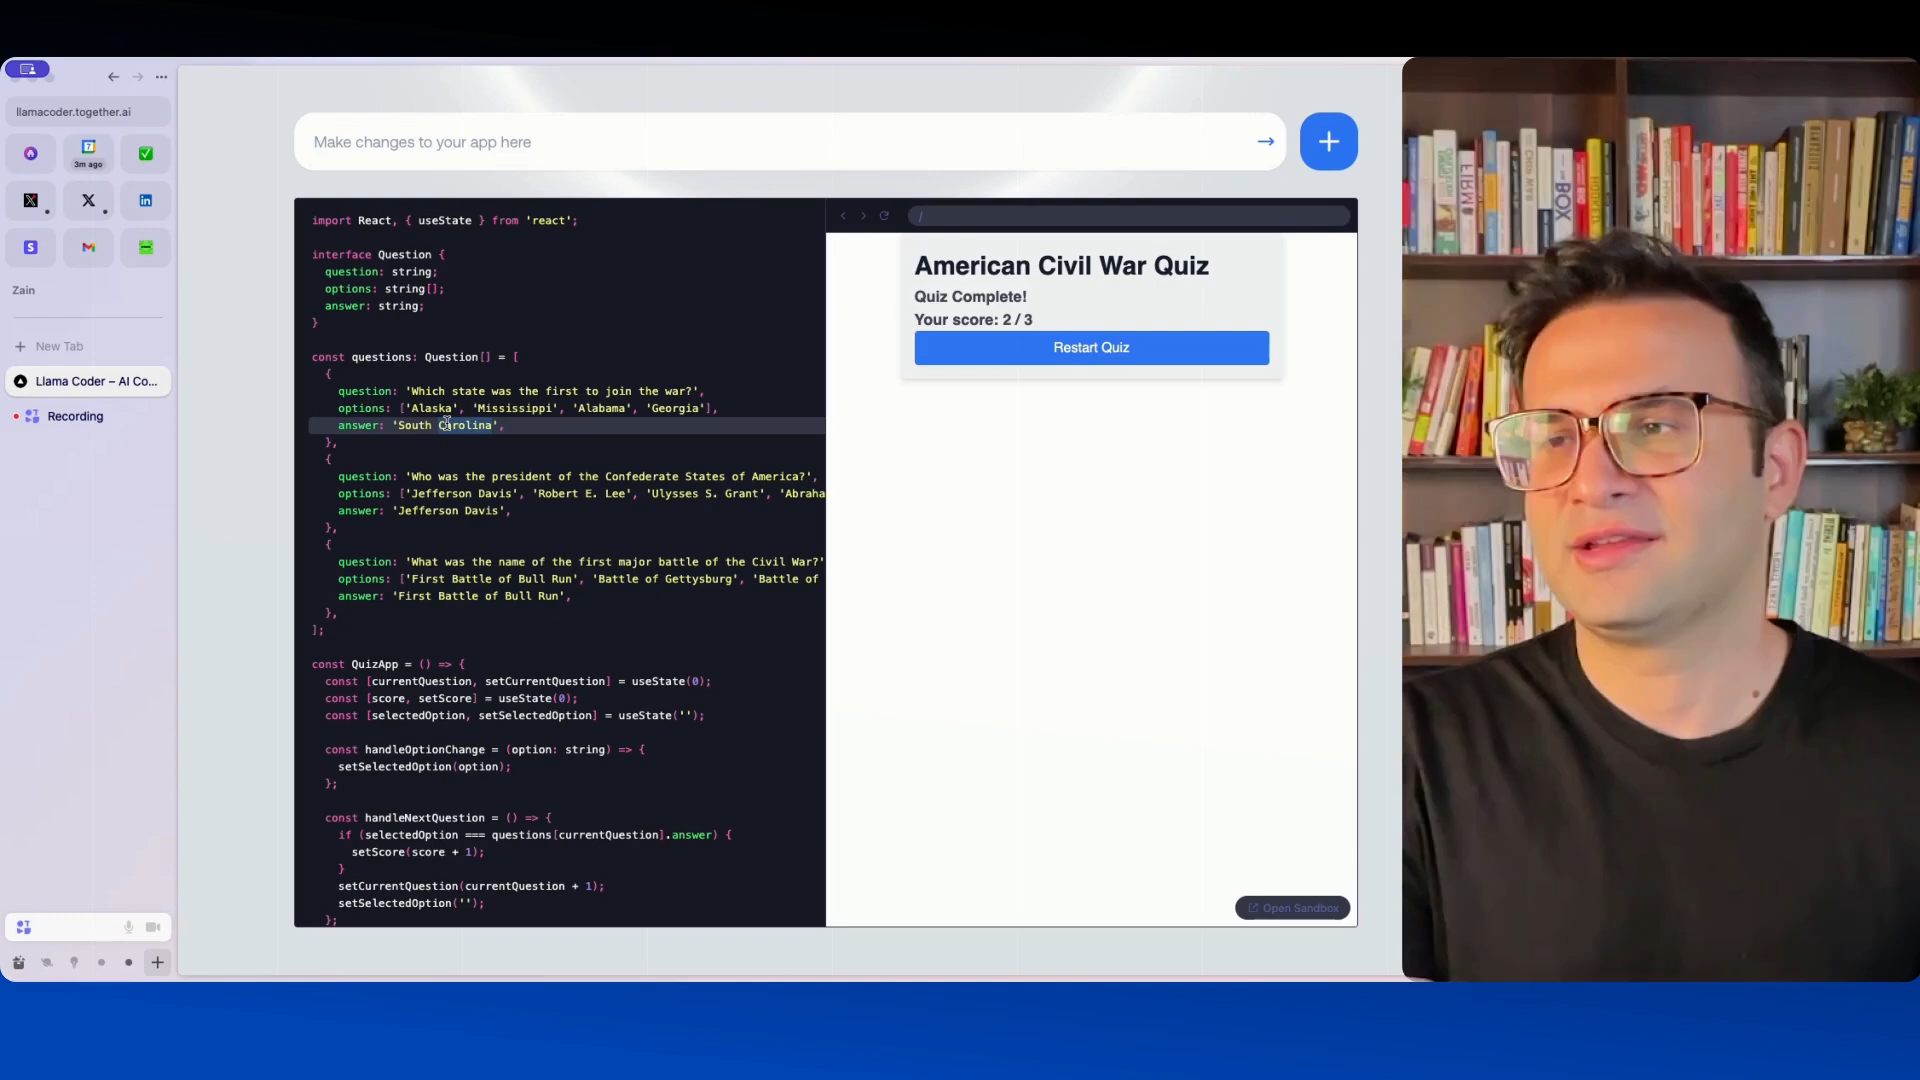 llamacoder.together.ai
7
3m ago
Zain
New Tab
Llama Coder – AI Co...
Recording
Make changes to your app here
import React, { useState } from 'react';
interface Question {
question: string;
options: string[];
answer: string;
}
const questions: Question[] = [
{
question: 'Which state was the first to join the war?',
options: ['Alaska', 'Mississippi', 'Alabama', 'Georgia'],
answer: 'South Carolina',
},
{
question: 'Who was the president of the Confederate States of America?',
options: ['Jefferson Davis', 'Robert E. Lee', 'Ulysses S. Grant', 'Abraha
answer: 'Jefferson Davis',
},
{
question: 'What was the name of the first major battle of the Civil War?'
options: ['First Battle of Bull Run', 'Battle of Gettysburg', 'Battle of
answer: 'First Battle of Bull Run',
},
];
const QuizApp = () => {
const [currentQuestion, setCurrentQuestion] = useState(0);
const [score, setScore] = useState(0);
const [selectedOption, setSelectedOption] = useState('');
const handleOptionChange = (option: string) => {
setSelectedOption(option);
};
const handleNextQuestion = () => {
if (selectedOption === questions[currentQuestion].answer) {
setScore(score + 1);
}
setCurrentQuestion(currentQuestion + 1);
setSelectedOption('');
};
/
American Civil War Quiz
Quiz Complete!
Your score: 2 / 3
Restart Quiz
Open Sandbox